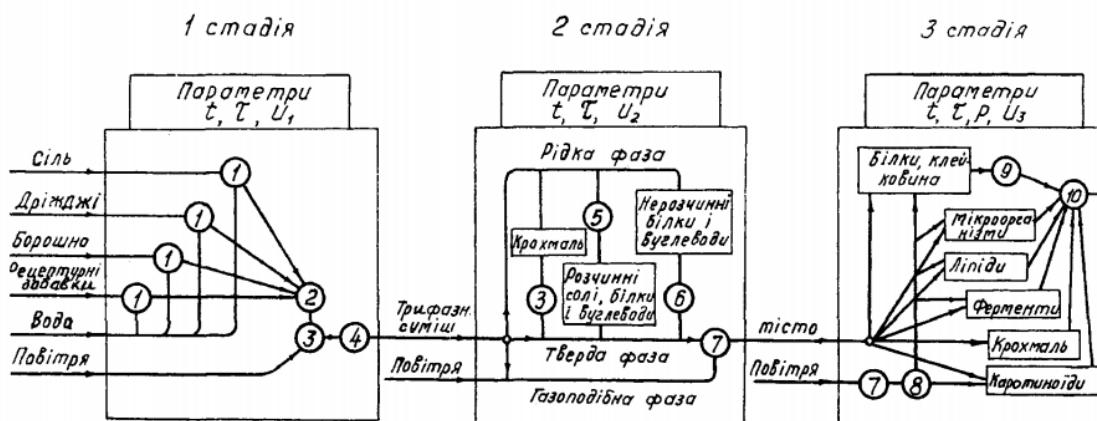 1 стадія
Параметри
t, τ, U₁
Сіль
Дріжджі
Борошно
Рецептурні
добавки
Вода
Повітря
1
1
1
1
2
3
4
2 стадія
Параметри
t, τ, U₂
Рідка фаза
Трифазн.
суміш
Повітря
Крохмаль
3
5
Розчинні
солі, білки
і вуглеводи
Нерозчинні
білки і
вуглеводи
6
7
Тверда фаза
Газоподібна фаза
3 стадія
Параметри
t, τ, P, U₃
тісто
Повітря
Білки, клей-
ковина
9
10
Мікроорга-
нізми
Ліпіди
Ферменти
Крохмаль
Каротиноїди
7
8